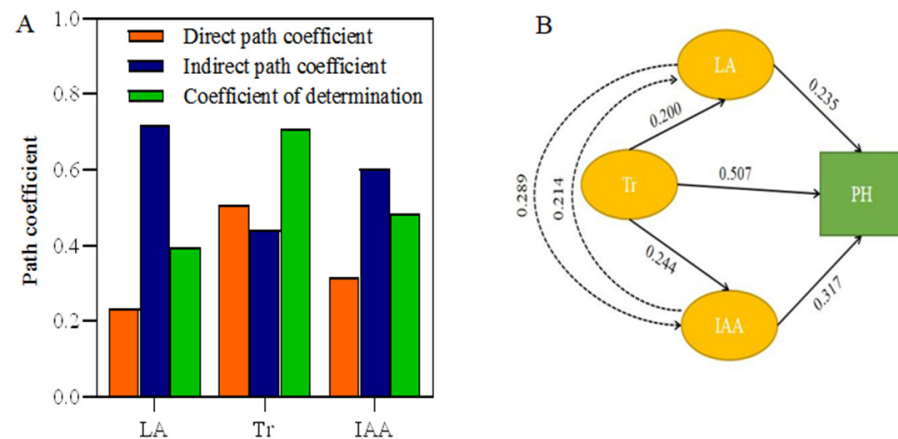 A
Path coefficient
1.0
0.8
0.6
0.4
0.2
0.0
Direct path coefficient
Indirect path coefficient
Coefficient of determination
LA Tr IAA
B
LA
0.235
0.200
0.289
0.214
Tr
0.507
PH
0.244
0.317
IAA